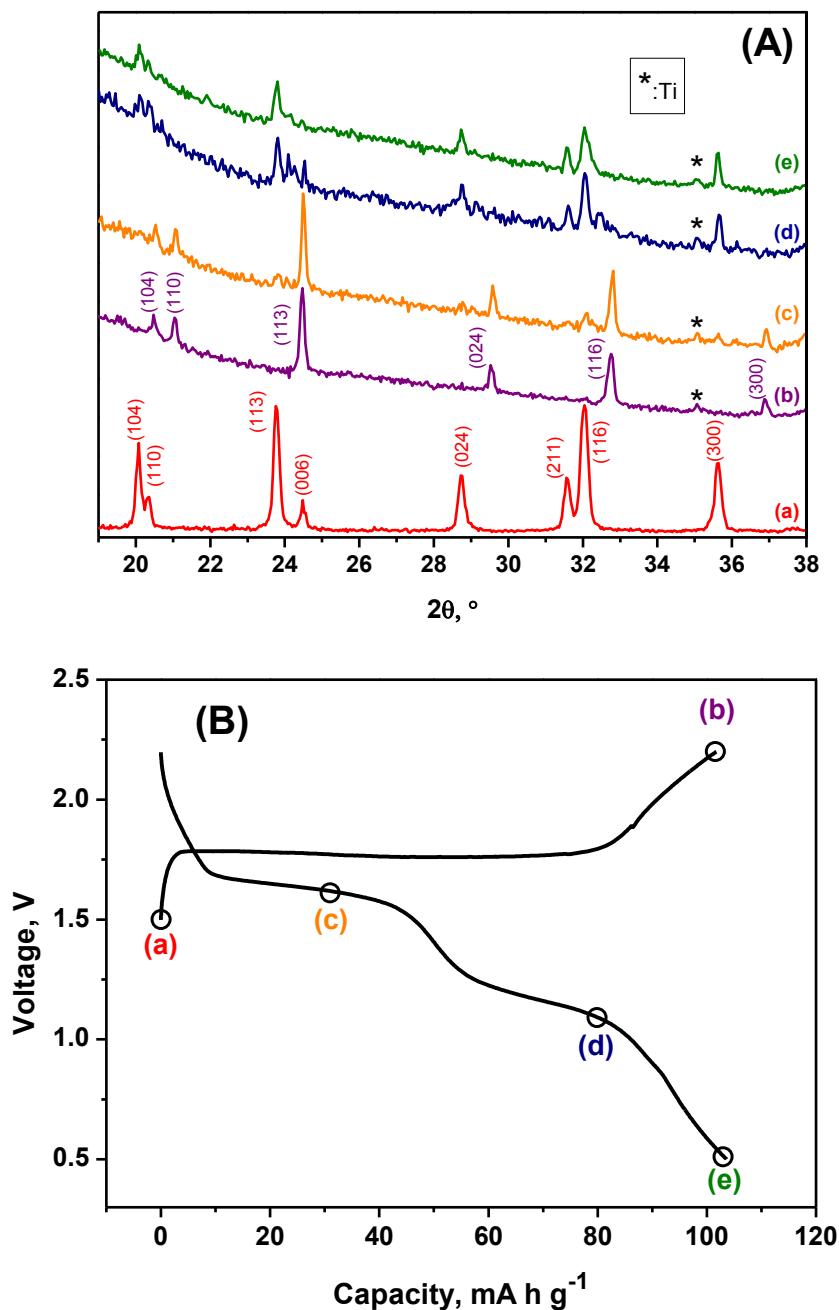 (A)
*:Ti
(e)
*
(d)
*
(c)
*
(104)
(110)
(113)
(024)
(116)
(300)
*
(b)
(104)
(110)
(113)
(006)
(024)
(211)
(116)
(300)
(a)
20 22 24 26 28 30 32 34 36 38
2θ, °
(B)
2.5
2.0
1.5
1.0
0.5
Voltage, V
(b)
(a)
(c)
(d)
(e)
0 20 40 60 80 100 120
Capacity, mA h g⁻¹